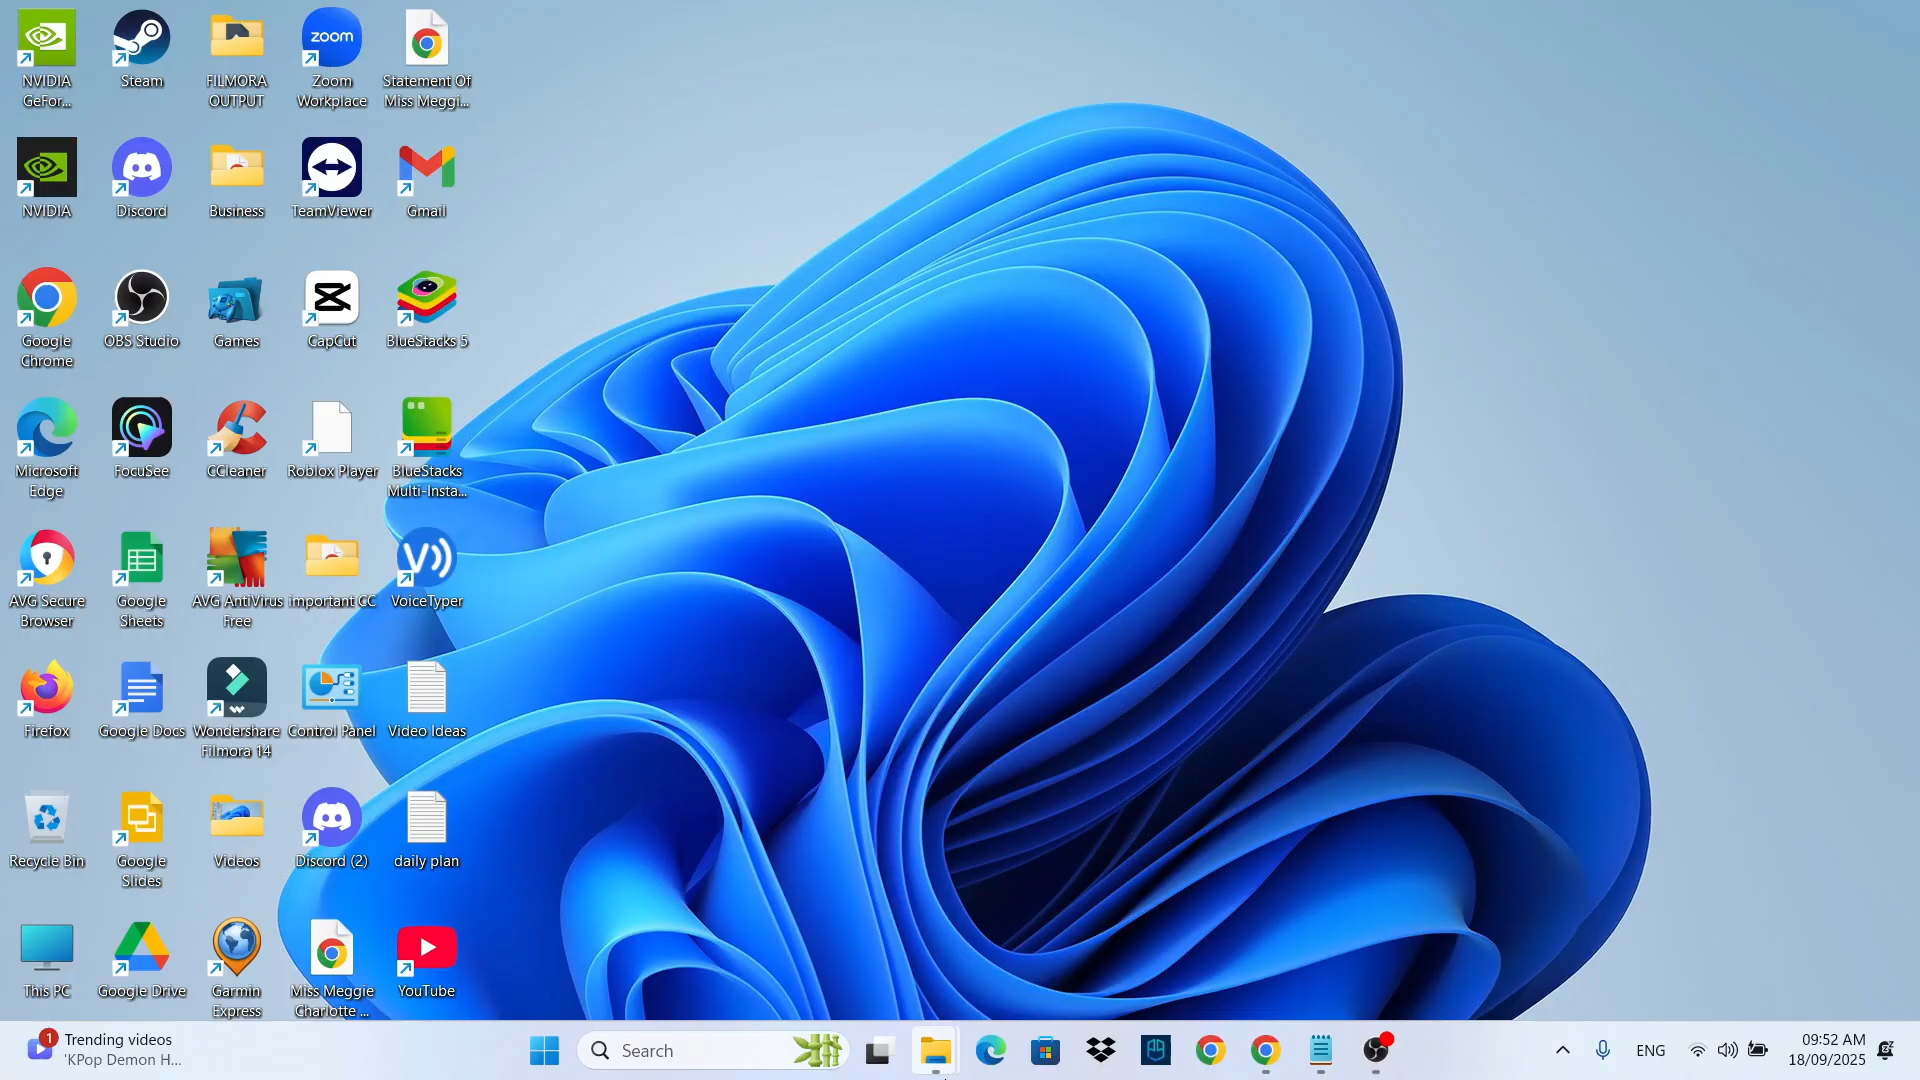 NVIDIA
GeFor...
Steam
FILMORA
OUTPUT
zoom
Zoom
Workplace
Statement Of
Miss Meggi...
NVIDIA
Discord
Business
TeamViewer
Gmail
Google
Chrome
OBS Studio
Games
CapCut
BlueStacks 5
Microsoft
Edge
FocuSee
CCleaner
Roblox Player
BlueStacks
Multi-Insta...
AVG Secure
Browser
Google
Sheets
AVG AntiVirus
Free
important CC
VoiceTyper
Firefox
Google Docs
Wondershare
Filmora 14
Control Panel
Video Ideas
Recycle Bin
Google
Slides
Videos
Discord (2)
daily plan
This PC
Google Drive
Garmin
Express
Miss Meggie
Charlotte ...
YouTube
1
Trending videos
'KPop Demon H...
Search
ENG
09:52 AM
18/09/2025